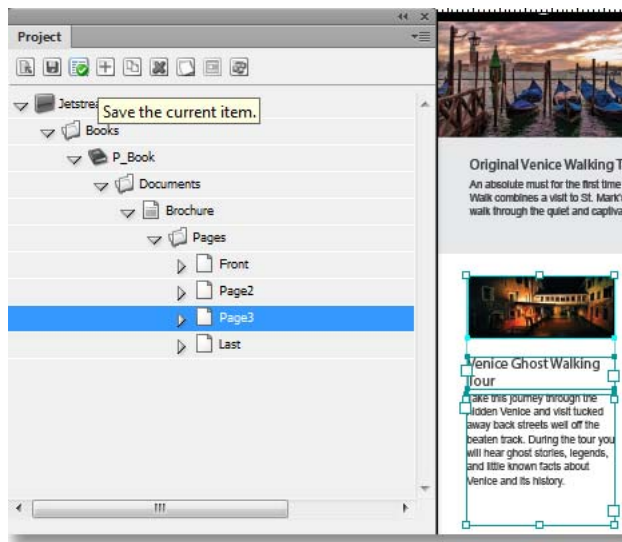 Project
Jetstrea
Save the current item.
Books
P_Book
Documents
Brochure
Pages
Front
Page2
Page3
Last
Original Venice Walking T
An absolute must for the first time
Walk combines a visit to St. Mark's
walk through the quiet and captiva
Venice Ghost Walking
Tour
Take this journey through the
hidden Venice and visit tucked
away back streets well off the
beaten track. During the tour you
will hear ghost stories, legends,
and little known facts about
Venice and its history.